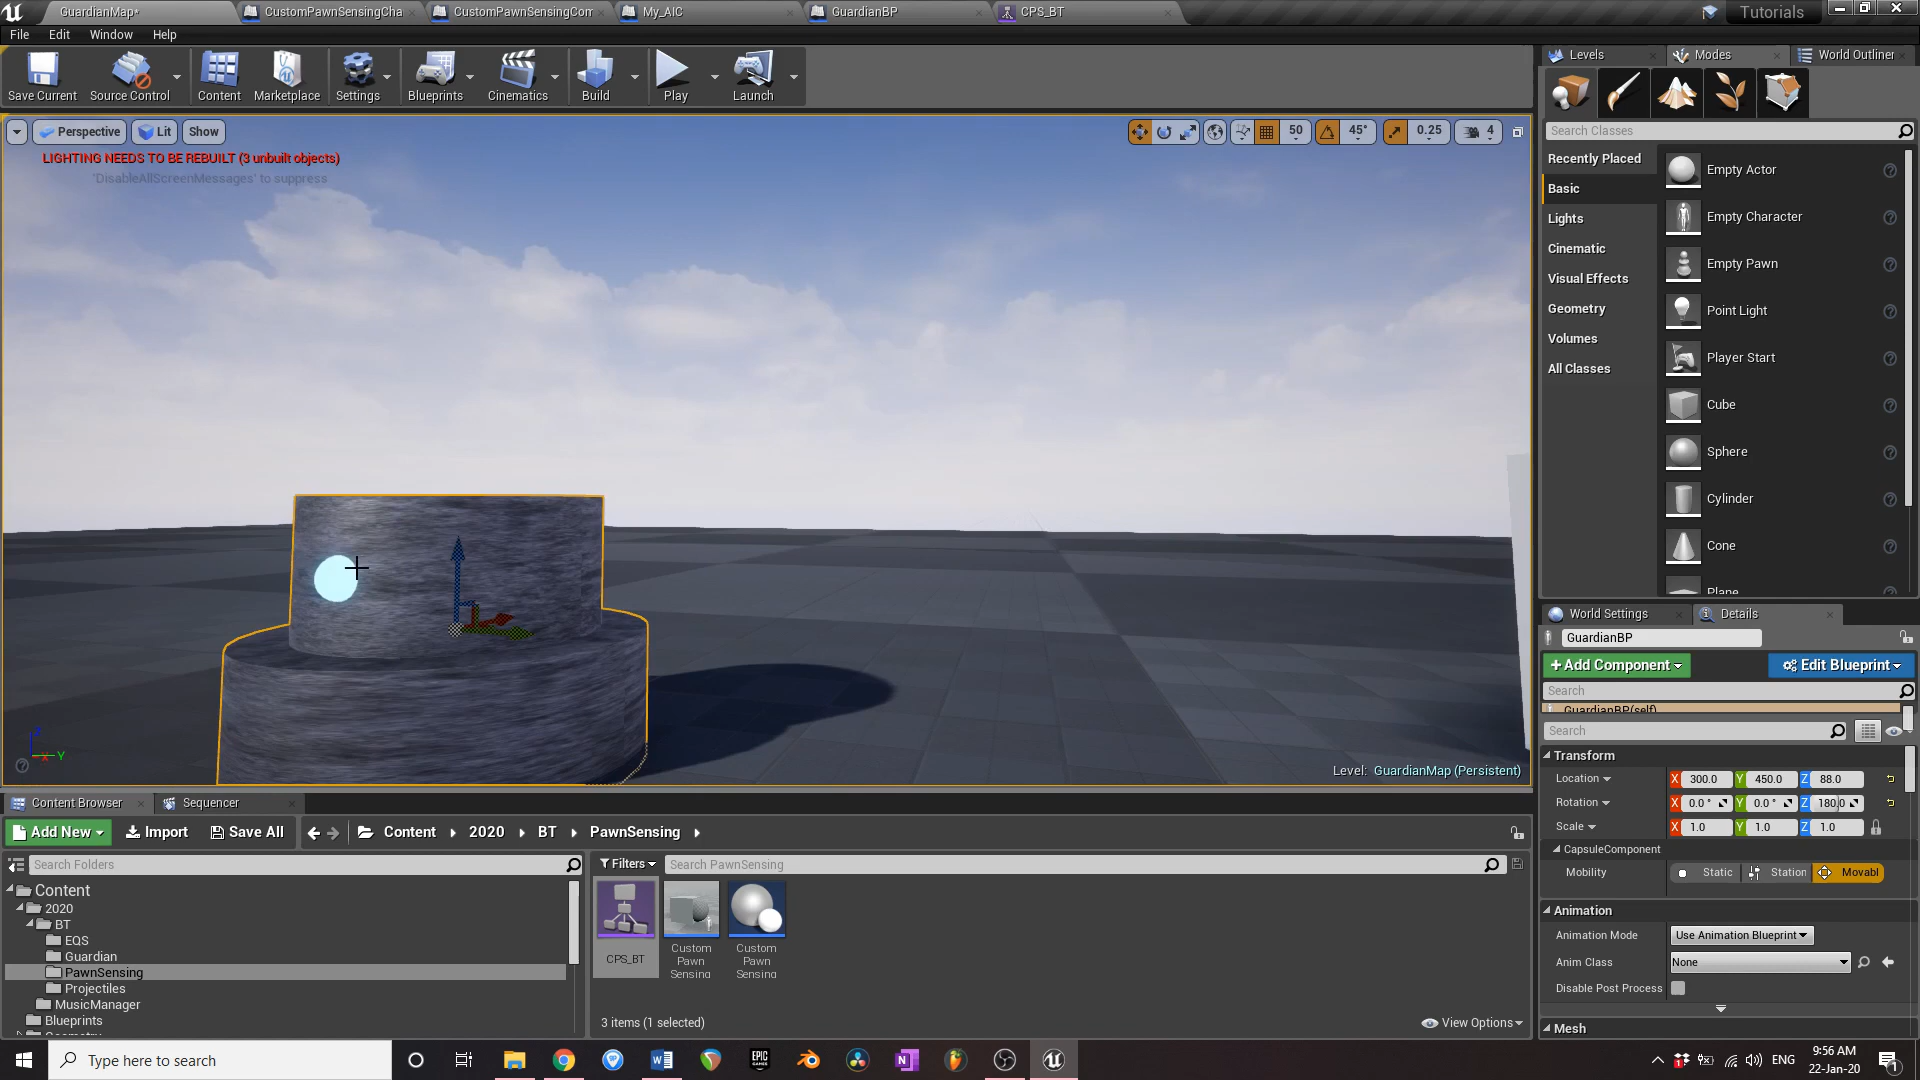 GuardianMap*
CustomPawnSensingCha
CustomPawnSensingCom
My_AIC
GuardianBP
CPS_BT
Tutorials
File
Edit
Window
Help
Save Current
Source Control
Content
Marketplace
Settings
Blueprints
Cinematics
Build
Play
Launch
Levels
Modes
World Outliner
Perspective
Lit
Show
50
45°
0.25
4
LIGHTING NEEDS TO BE REBUILT (3 unbuilt objects)
'DisableAllScreenMessages' to suppress
Search Classes
Recently Placed
Basic
Lights
Cinematic
Visual Effects
Geometry
Volumes
All Classes
Empty Actor
Empty Character
Empty Pawn
Point Light
Player Start
Cube
Sphere
Cylinder
Cone
Plane
Z
X
Y
Level: GuardianMap (Persistent)
World Settings
Details
GuardianBP
+Add Component
Edit Blueprint
Search
GuardianBP(self)
Search
Transform
Location X 300.0 Y 450.0 Z 88.0
Rotation X 0.0 ° Y 0.0 ° Z 180.0
Scale X 1.0 Y 1.0 Z 1.0
CapsuleComponent
Mobility Static Station Movabl
Animation
Animation Mode Use Animation Blueprint
Anim Class None
Disable Post Process
Mesh
Content Browser
Sequencer
Add New
Import
Save All
Content
2020
BT
PawnSensing
Search Folders
Filters
Search PawnSensing
Content
2020
BT
EQS
Guardian
PawnSensing
Projectiles
MusicManager
Blueprints
Geometry
CPS_BT
Custom
Pawn
Sensing
Custom
Pawn
Sensing
3 items (1 selected)
View Options
Type here to search
EPIC
GAMES
ENG
9:56 AM
22-Jan-20
1